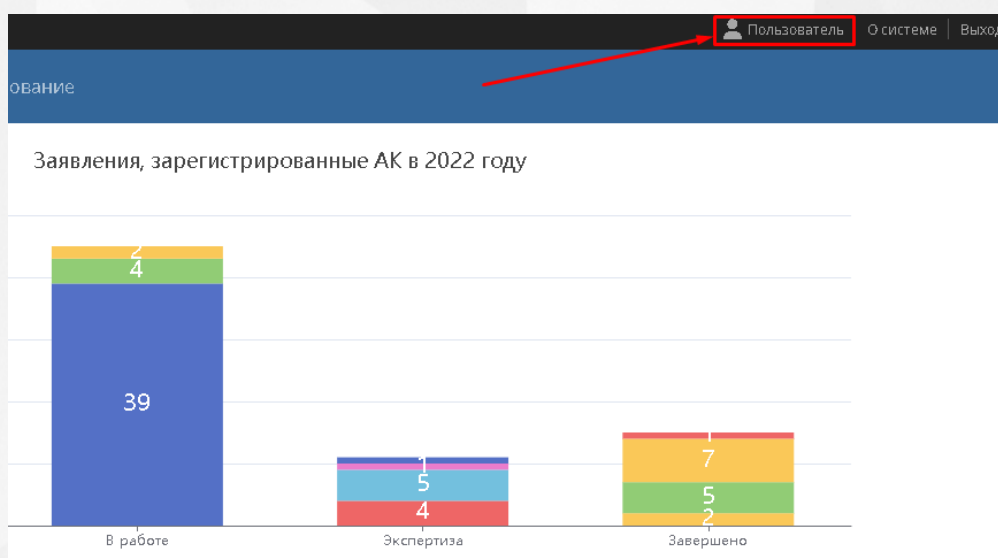 Пользователь О системе Выход
ование
Заявления, зарегистрированные АК в 2022 году
2
4
39
1
5
4
1
7
5
2
В работе Экспертиза Завершено